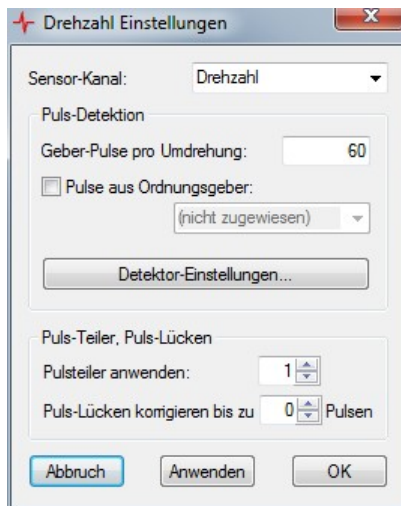 Drehzahl Einstellungen
Sensor-Kanal: Drehzahl
Puls-Detektion
Geber-Pulse pro Umdrehung: 60
Pulse aus Ordnungsgeber:
(nicht zugewiesen)
Detektor-Einstellungen...
Puls-Teiler, Puls-Lücken
Pulsteiler anwenden: 1
Puls-Lücken korrigieren bis zu 0 Pulsen
Abbruch Anwenden OK